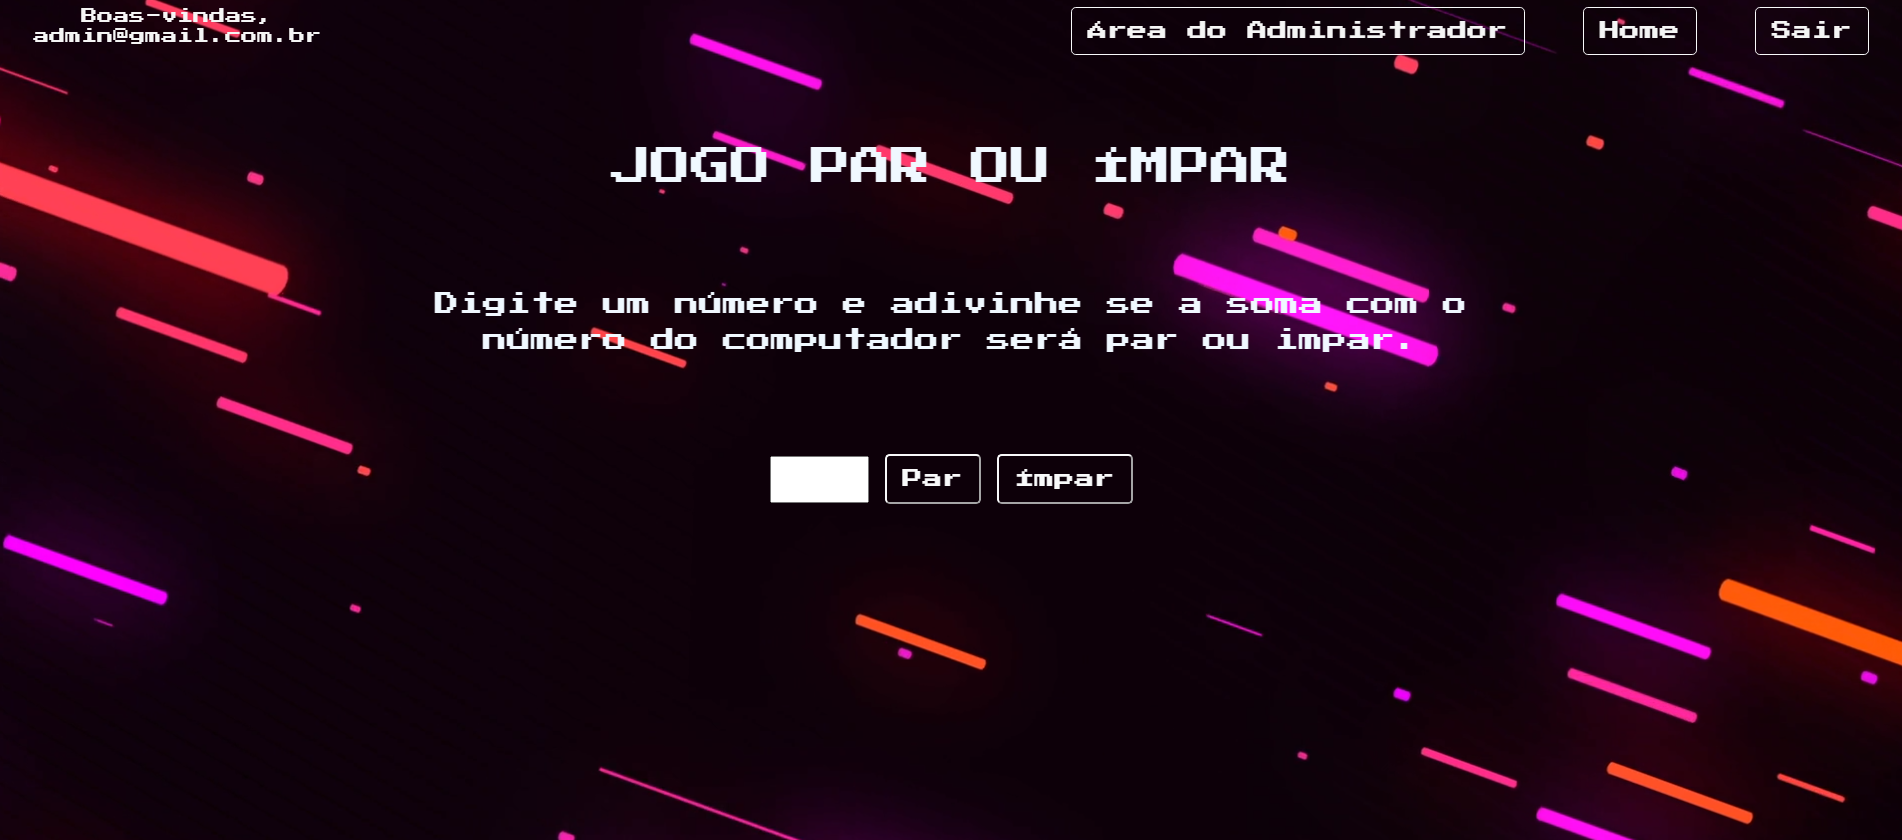 Boas-vindas,
admin@gmail.com.br
Área do Administrador
Home
Sair
JOGO PAR OU íMPAR
Digite um número e adivinhe se a soma com o
número do computador será par ou ímpar.
Par
Ímpar